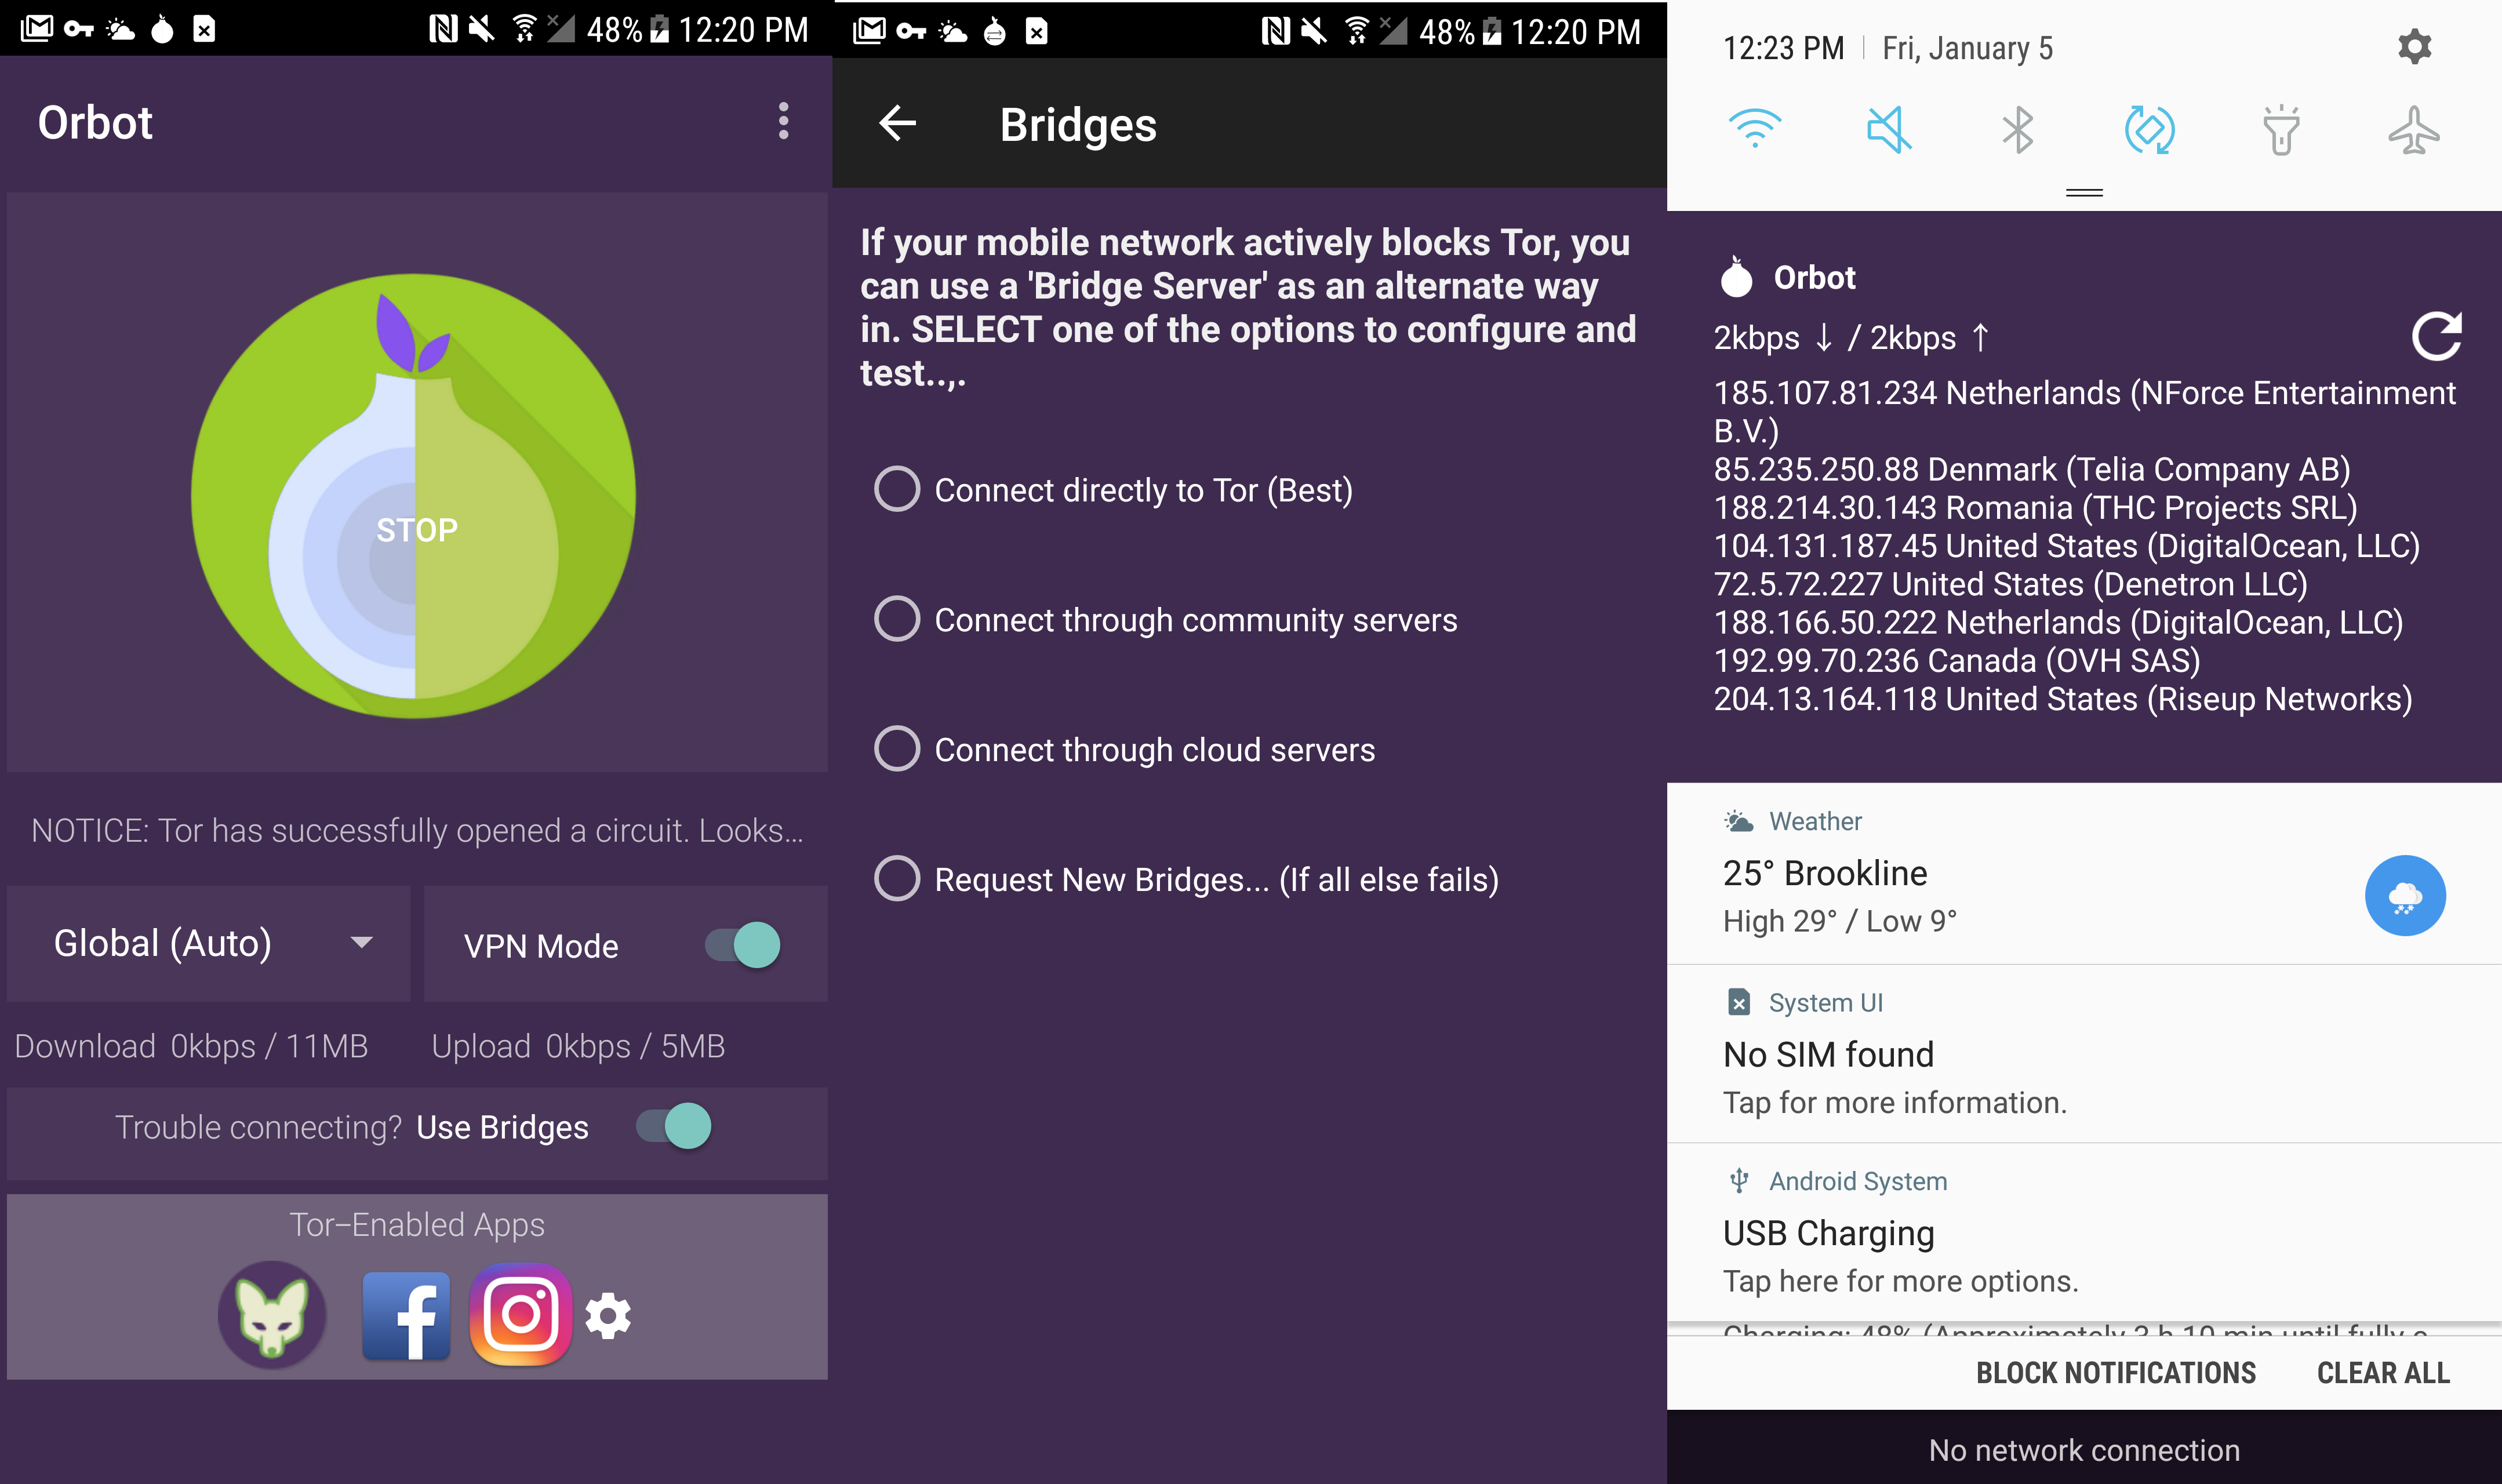 48% 12:20 PM
Orbot
STOP
NOTICE: Tor has successfully opened a circuit. Looks...
Global (Auto)
VPN Mode
Download 0kbps / 11MB
Upload 0kbps / 5MB
Trouble connecting? Use Bridges
Tor–Enabled Apps
48% 12:20 PM
Bridges
If your mobile network actively blocks Tor, you
can use a 'Bridge Server' as an alternate way
in. SELECT one of the options to configure and
test..,.
Connect directly to Tor (Best)
Connect through community servers
Connect through cloud servers
Request New Bridges... (If all else fails)
12:23 PM | Fri, January 5
Orbot
2kbps ↓ / 2kbps ↑
185.107.81.234 Netherlands (NForce Entertainment
B.V.)
85.235.250.88 Denmark (Telia Company AB)
188.214.30.143 Romania (THC Projects SRL)
104.131.187.45 United States (DigitalOcean, LLC)
72.5.72.227 United States (Denetron LLC)
188.166.50.222 Netherlands (DigitalOcean, LLC)
192.99.70.236 Canada (OVH SAS)
204.13.164.118 United States (Riseup Networks)
Weather
25° Brookline
High 29° / Low 9°
System UI
No SIM found
Tap for more information.
Android System
USB Charging
Tap here for more options.
Charging: 48% (Approximately 3 h 10 min until fully c
BLOCK NOTIFICATIONS CLEAR ALL
No network connection